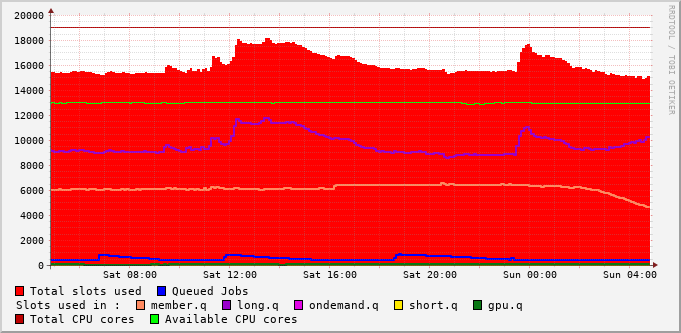 20000
18000
16000
14000
12000
10000
8000
6000
4000
2000
0
Sat 08:00 Sat 12:00 Sat 16:00 Sat 20:00 Sun 00:00 Sun 04:00
RRDTOOL / TOBI OETIKER
Total slots used Queued Jobs
Slots used in : member.q long.q ondemand.q short.q gpu.q
Total CPU cores Available CPU cores